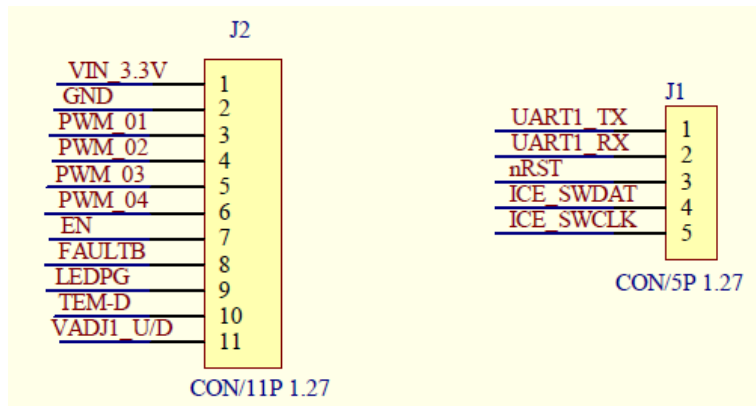 J2
VIN_3.3V 1
GND 2
PWM_01 3
PWM_02 4
PWM_03 5
PWM_04 6
EN 7
FAULTB 8
LEDPG 9
TEM-D 10
VADJ1_U/D 11
CON/11P 1.27
J1
UART1_TX 1
UART1_RX 2
nRST 3
ICE_SWDAT 4
ICE_SWCLK 5
CON/5P 1.27